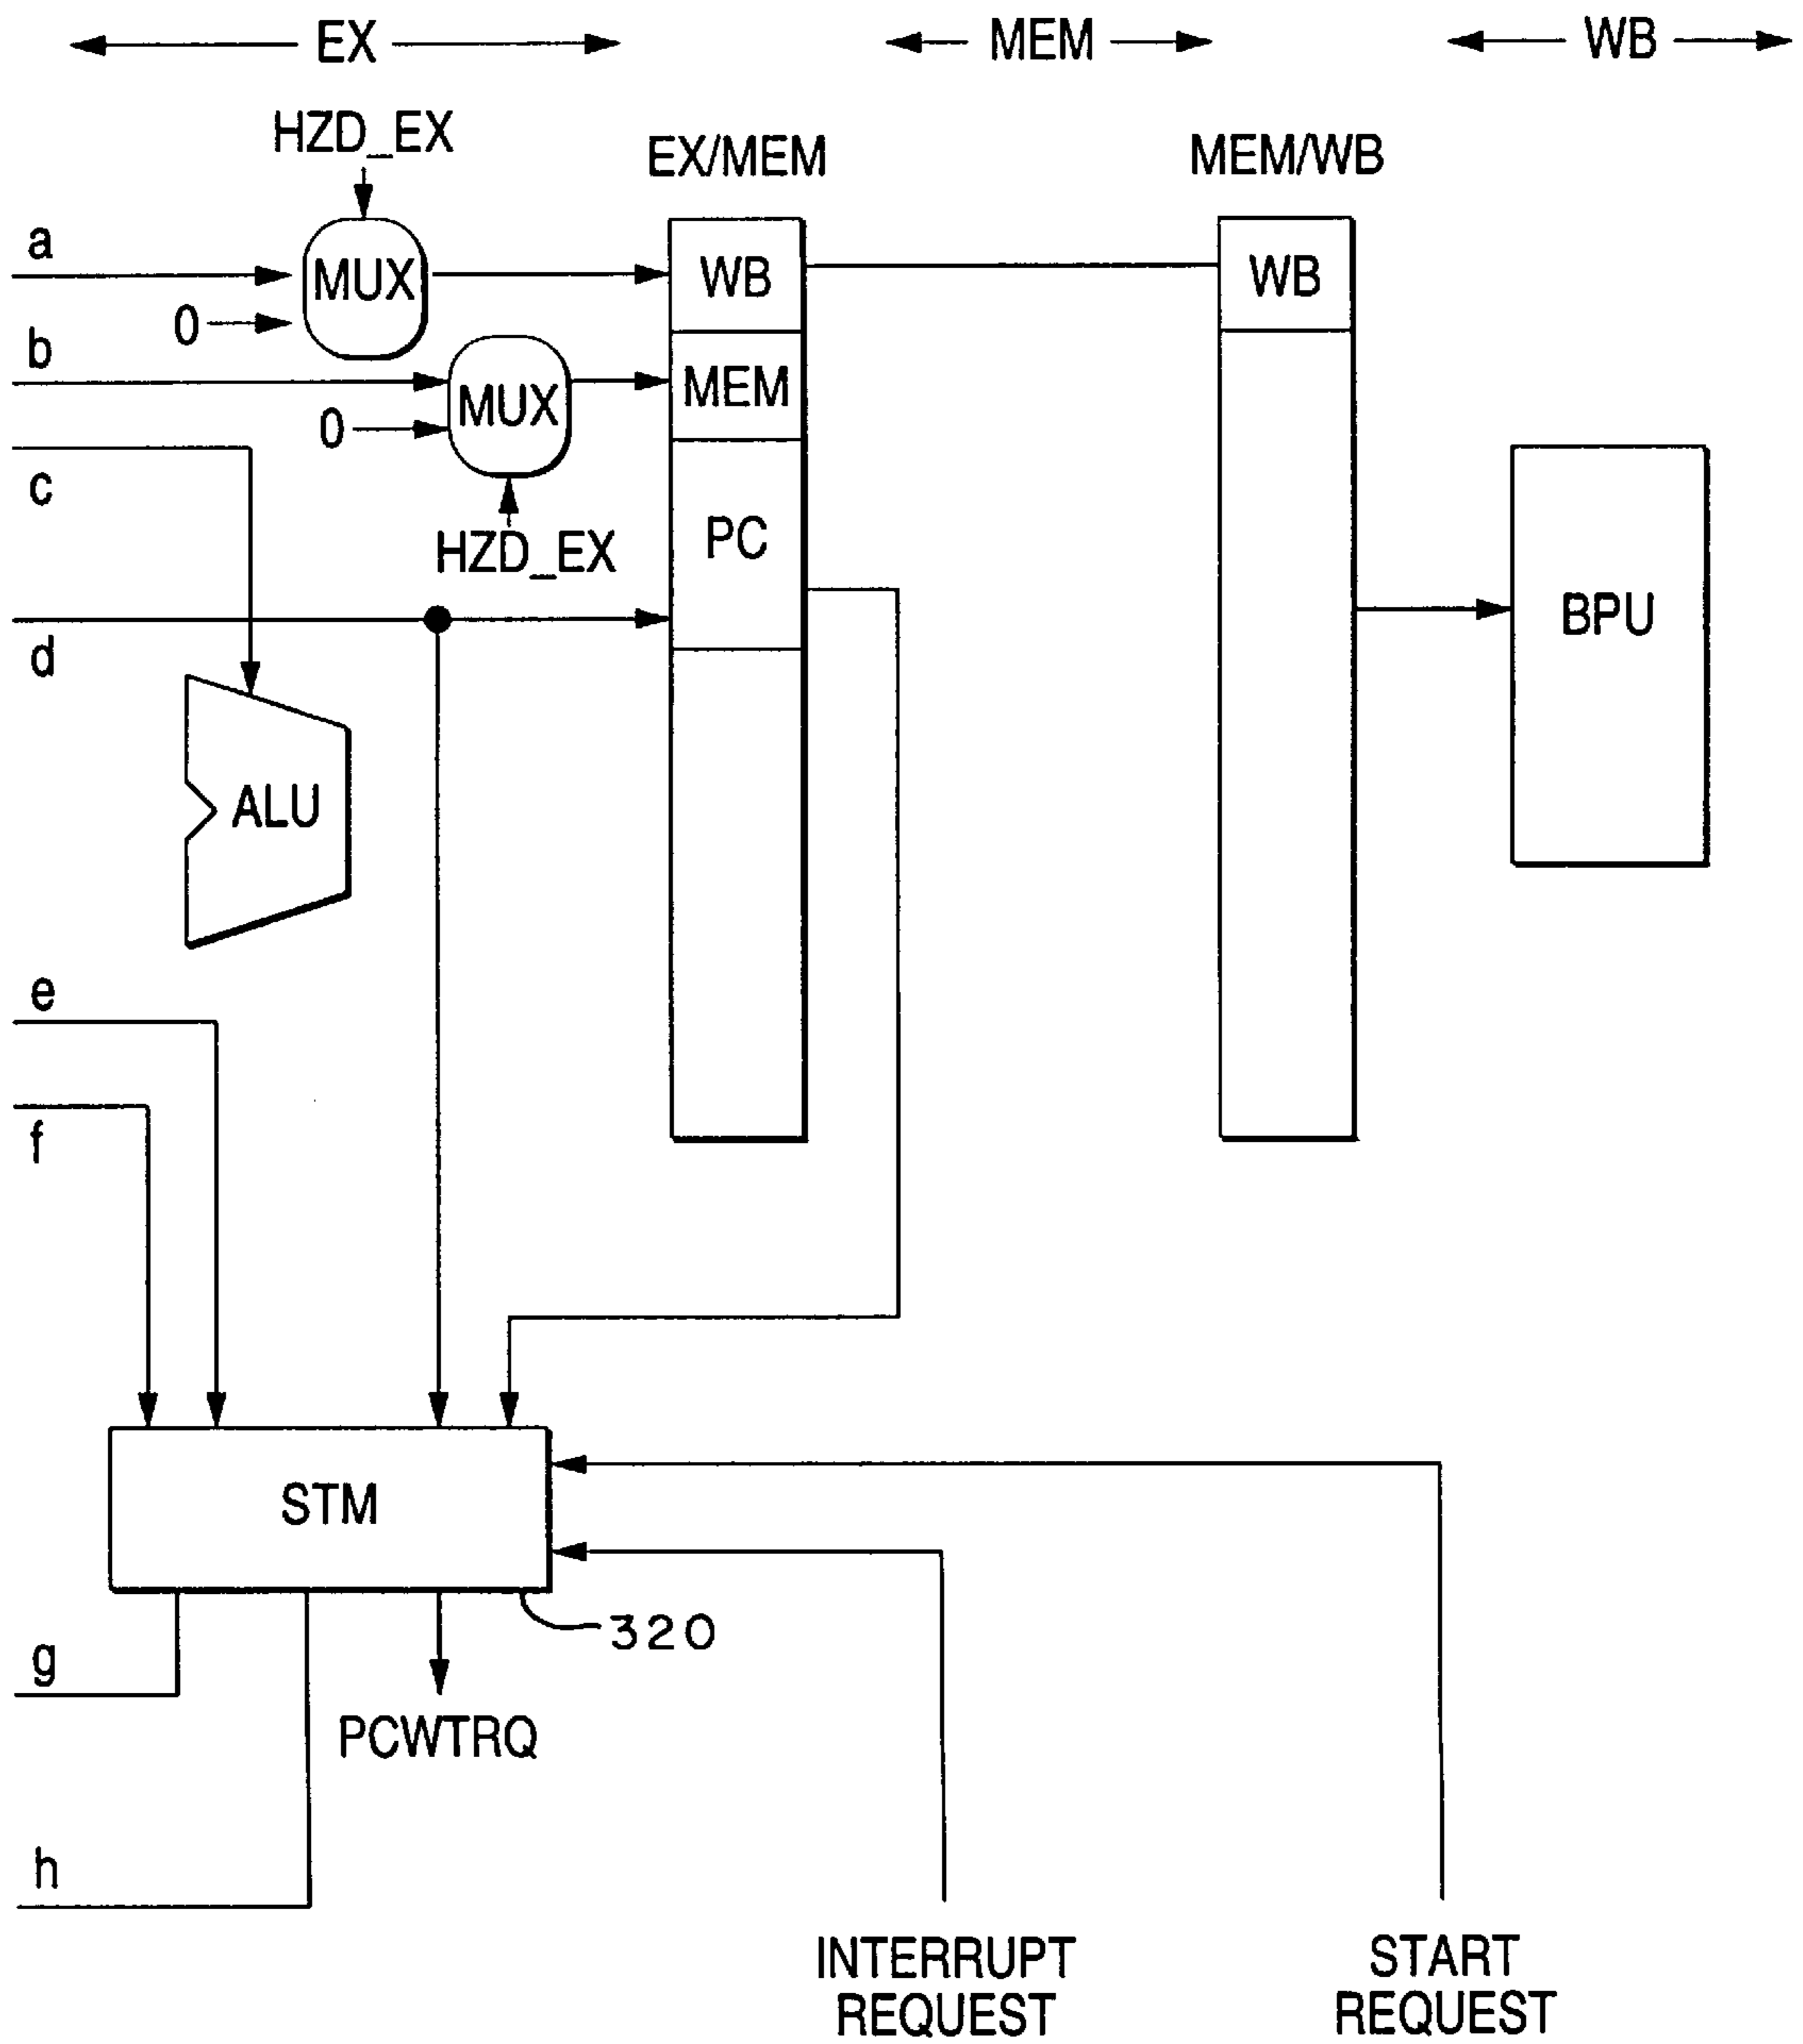 EX
MEM
WB
HZD_EX
EX/MEM
MEM/WB
a
MUX
WB
WB
0
b
MUX
MEM
0
c
PC
HZD_EX
BPU
d
ALU
e
f
STM
320
g
PCWTRQ
h
INTERRUPT
REQUEST
START
REQUEST